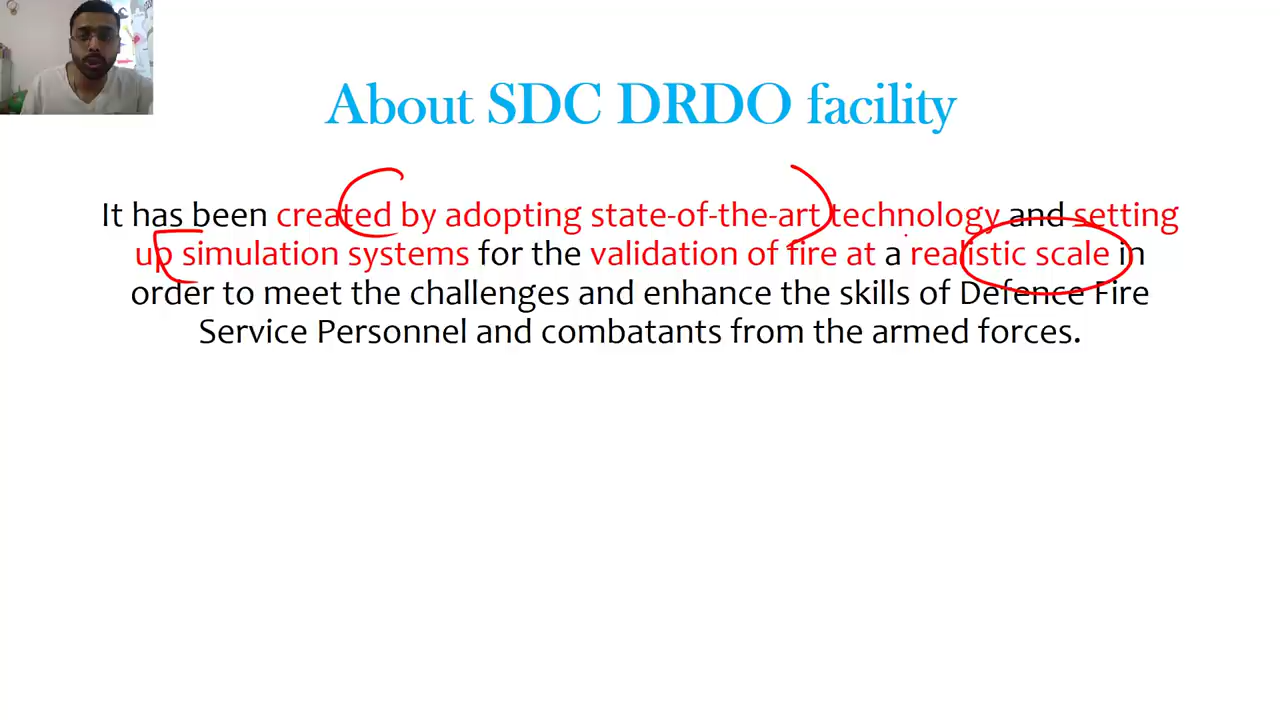 About SDC DRDO facility
It has been created by adopting state-of-the-art technology and setting
up simulation systems for the validation of fire at a realistic scale in
order to meet the challenges and enhance the skills of Defence Fire
Service Personnel and combatants from the armed forces.